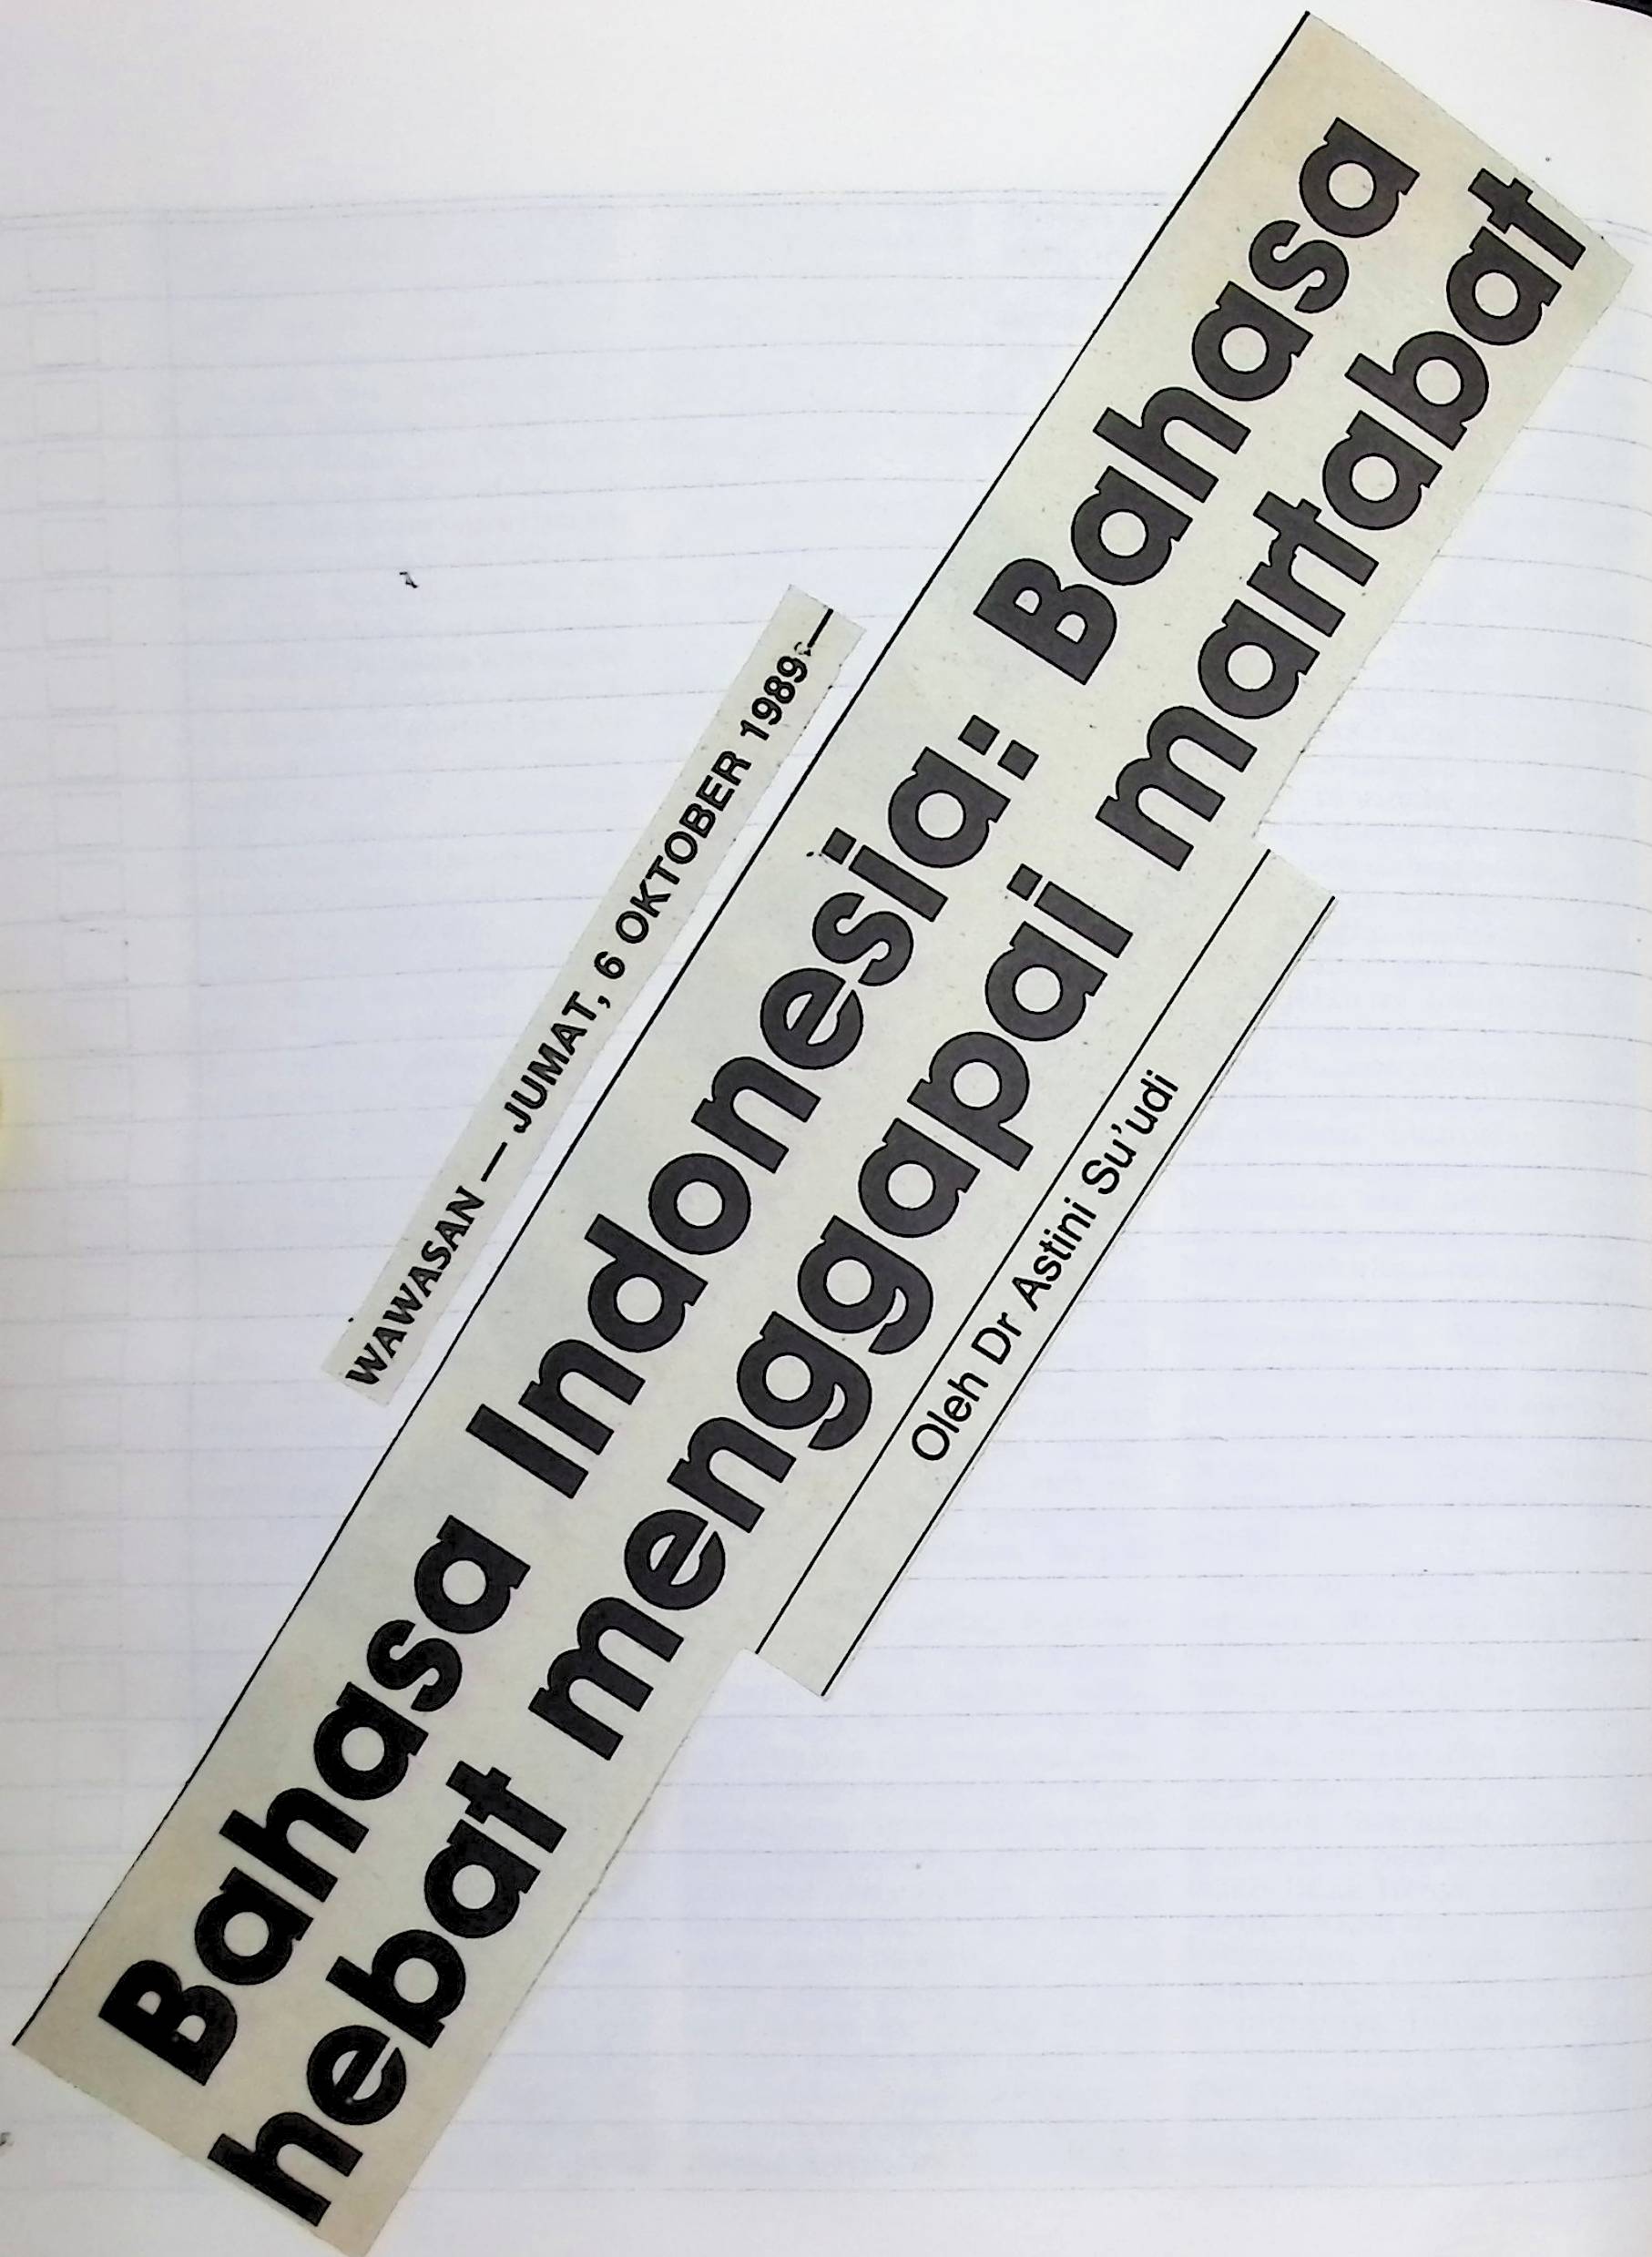 WAWASAN — JUMAT, 6 OKTOBER 1989 —
Bahasa Indonesia: Bahasa
hebat menggapai martabat
Oleh Dr Astini Su'udi